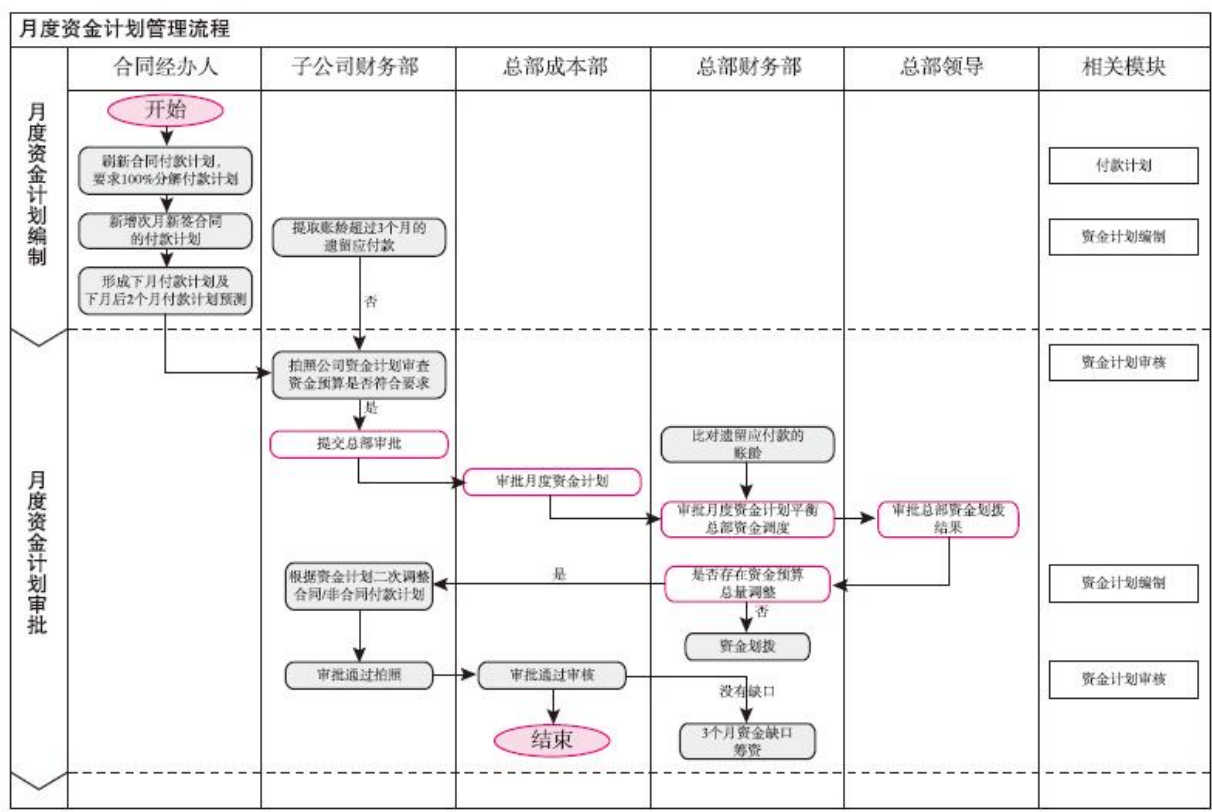 月度资金计划管理流程
合同经办人
子公司财务部
总部成本部
总部财务部
总部领导
相关模块
月度资金计划编制
开始
刷新合同付款计划,
要求100%分解付款计划
付款计划
新增次月新签合同
的付款计划
提取账龄超过3个月的
遗留应付款
资金计划编制
形成下月付款计划及
下月后2个月付款计划预测
否
月度资金计划审批
拍照公司资金计划审查
资金预算是否符合要求
资金计划审核
是
提交总部审批
比对遗留应付款的
账龄
审批月度资金计划
审批月度资金计划平衡
总部资金调度
审批总部资金划拨
结果
根据资金计划二次调整
合同/非合同付款计划
是
是否存在资金预算
总量调整
资金计划编制
否
资金划拨
审批通过拍照
审批通过审核
资金计划审核
没有缺口
结束
3个月资金缺口
筹资